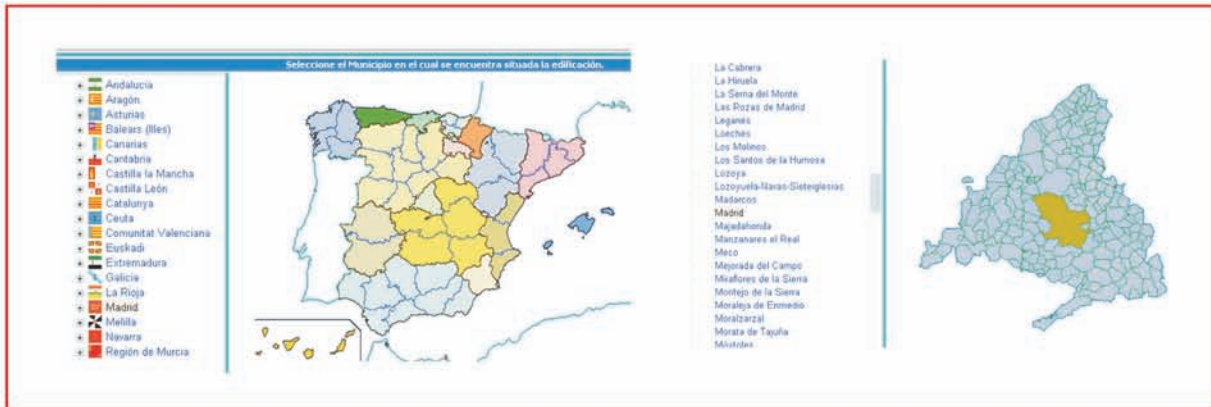 Seleccione el Municipio en el cual se encuentra situada la edificación.
Andalucía
Aragón
Asturias
Balears (Illes)
Canarias
Cantabria
Castilla la Mancha
Castilla León
Catalunya
Ceuta
Comunitat Valenciana
Euskadi
Extremadura
Galicia
La Rioja
Madrid
Melilla
Navarra
Región de Murcia
La Cabrera
La Hiruela
La Serna del Monte
Las Rozas de Madrid
Leganés
Loeches
Los Molinos
Los Santos de la Humosa
Lozoya
Lozoyuela-Navas-Sieteiglesias
Madarcos
Madrid
Majadahonda
Manzanares el Real
Meco
Mejorada del Campo
Miraflores de la Sierra
Montejo de la Sierra
Moraleja de Enmedio
Moralzarzal
Morata de Tajuña
Móstoles